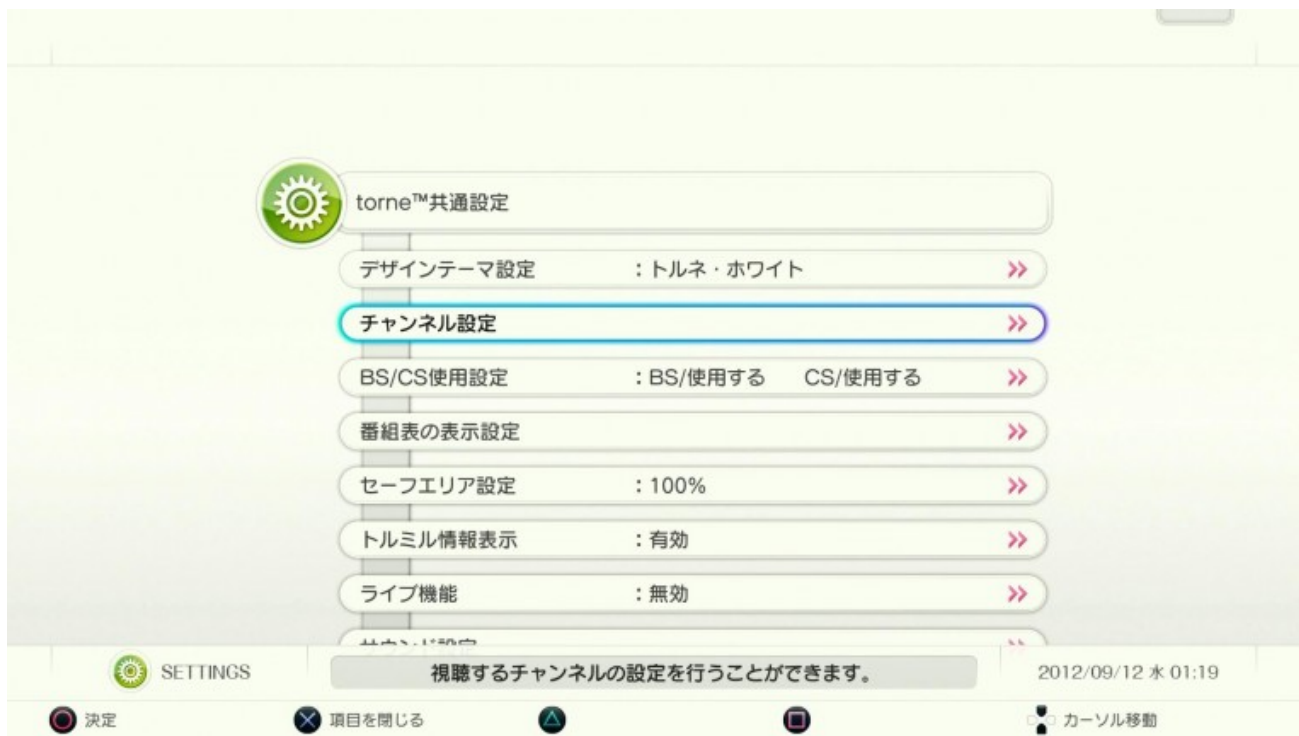 torne™共通設定
デザインテーマ設定 ：トルネ・ホワイト
チャンネル設定
BS/CS使用設定 ：BS/使用する CS/使用する
番組表の表示設定
セーフエリア設定 ：100%
トルミル情報表示 ：有効
ライブ機能 ：無効
サウンド設定
SETTINGS 視聴するチャンネルの設定を行うことができます。 2012/09/12 水 01:19
決定 項目を閉じる カーソル移動